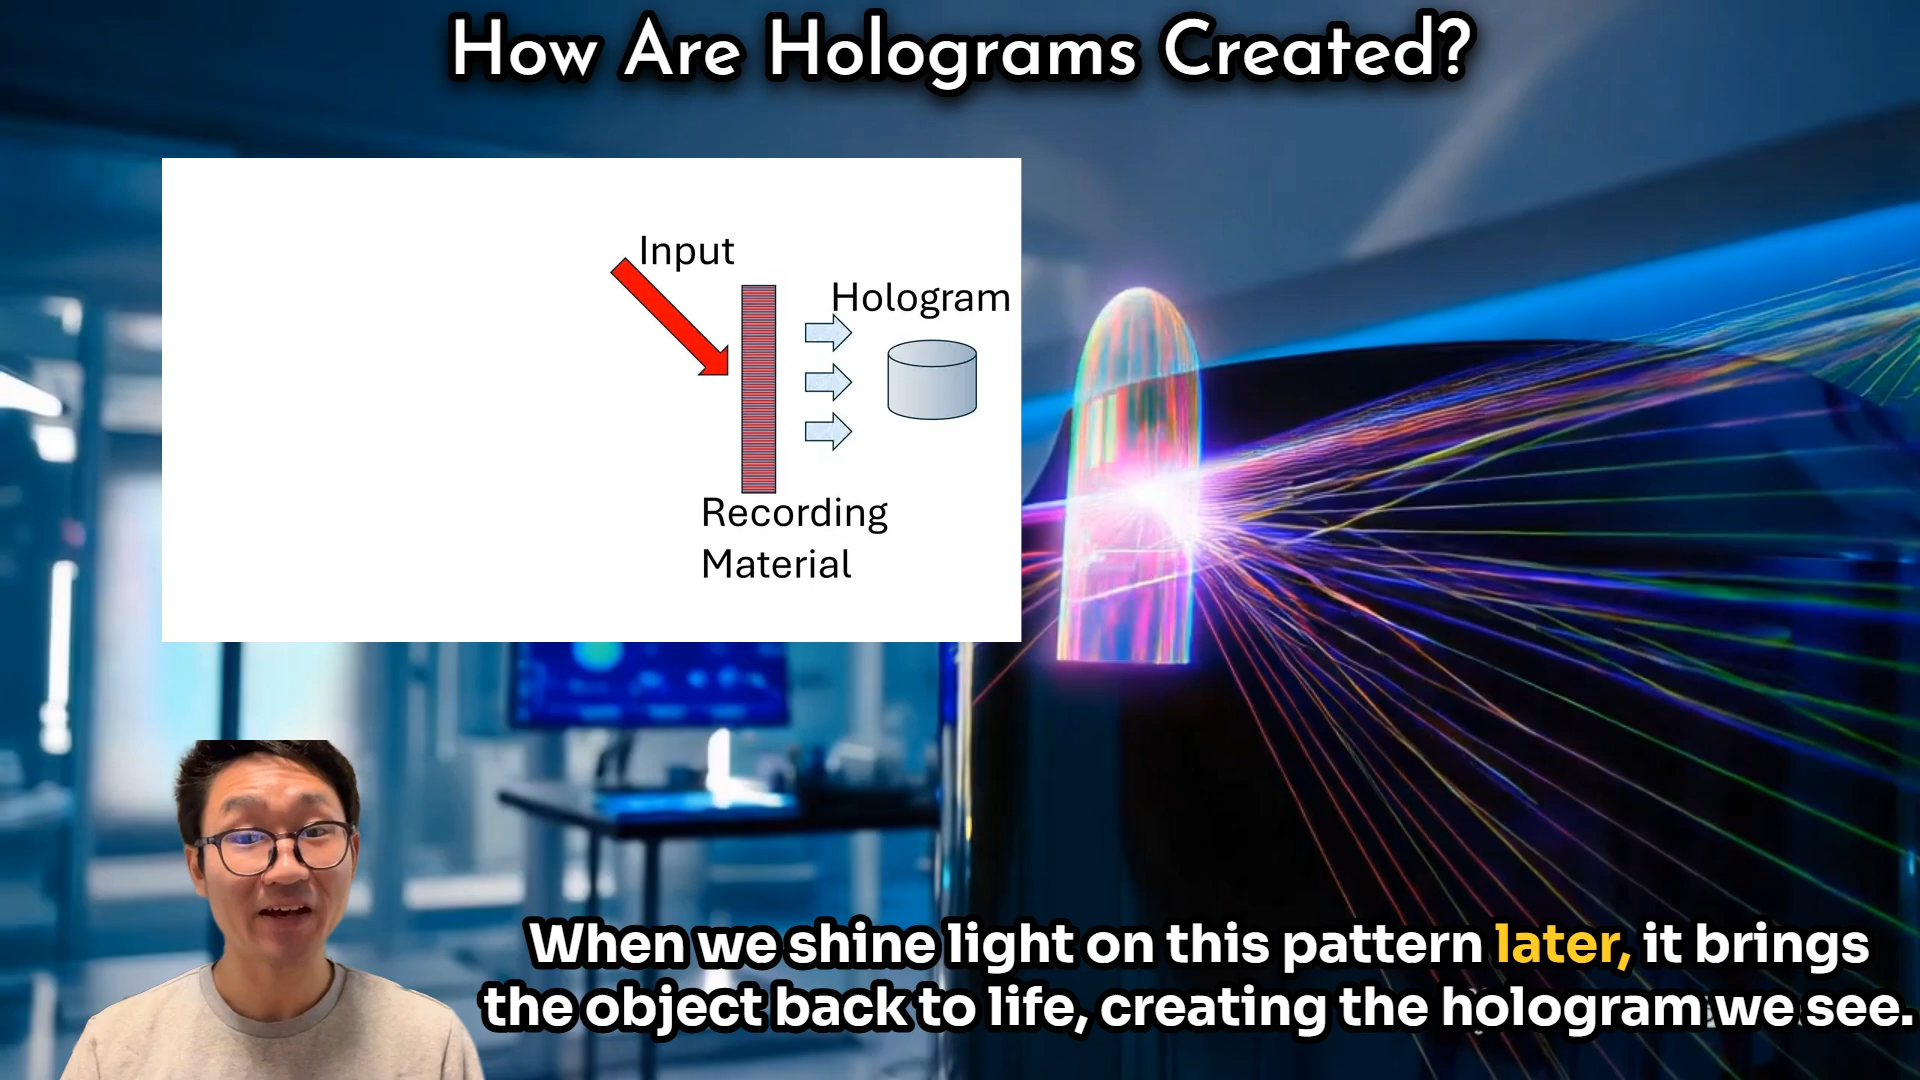 How Are Holograms Created?
Input
Hologram
Recording
Material
When we shine light on this pattern later, it brings
the object back to life, creating the hologram we see.